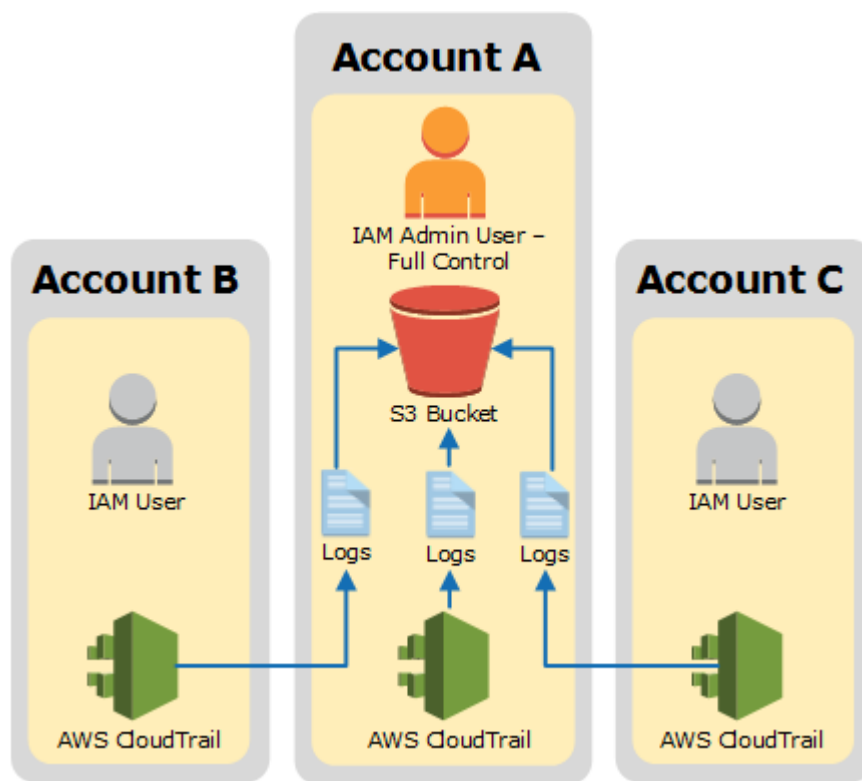 Account A
IAM Admin User –
Full Control
Account B
Account C
S3 Bucket
IAM User
IAM User
Logs
Logs
Logs
AWS CloudTrail
AWS CloudTrail
AWS CloudTrail